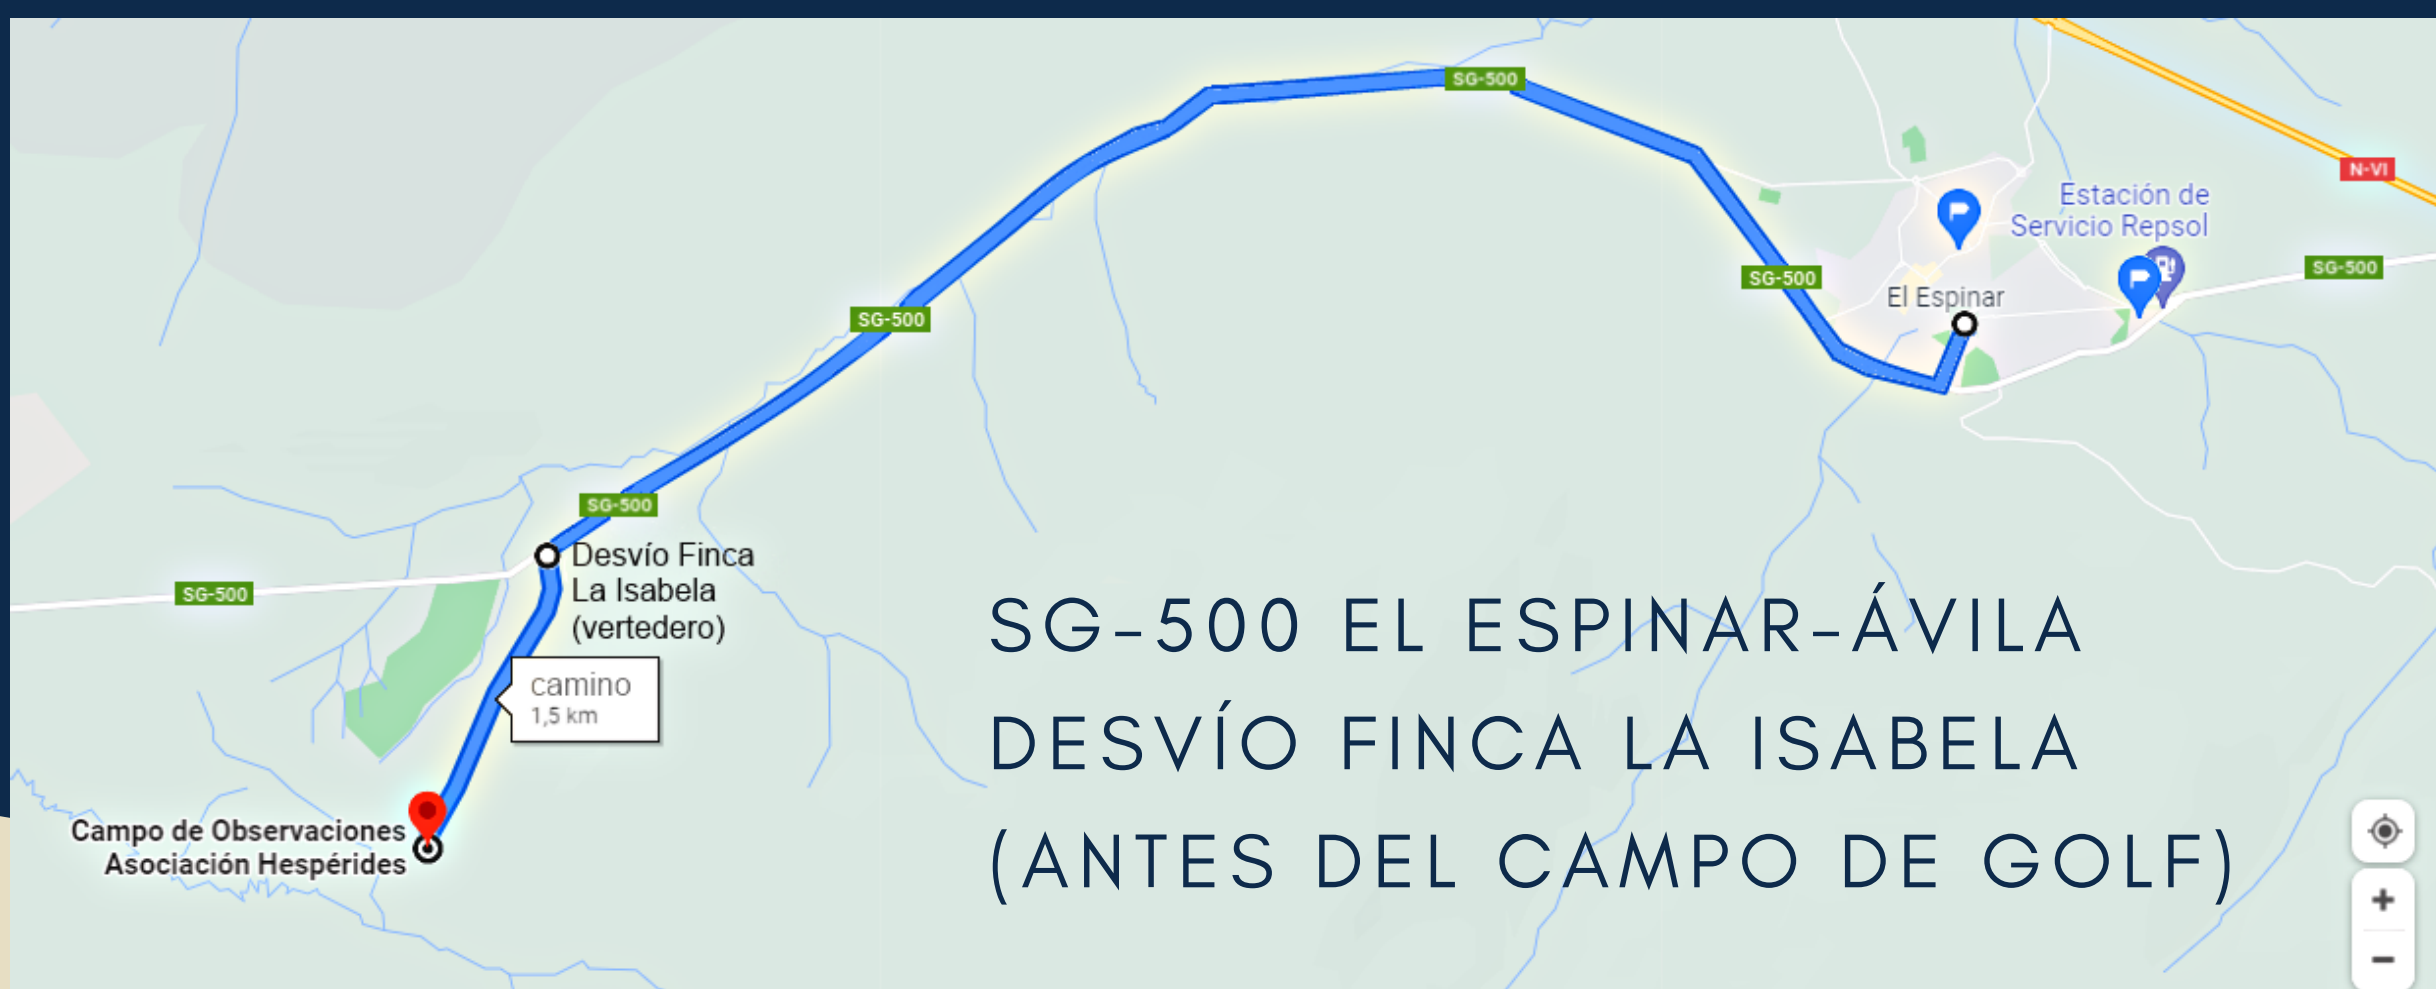 SG-500
N-VI
Estación de
Servicio Repsol
SG-500
SG-500
El Espinar
SG-500
SG-500
Desvío Finca
La Isabela
(vertedero)
SG-500
camino
1,5 km
Campo de Observaciones
Asociación Hespérides
SG-500 EL ESPINAR-ÁVILA
DESVÍO FINCA LA ISABELA
(ANTES DEL CAMPO DE GOLF)